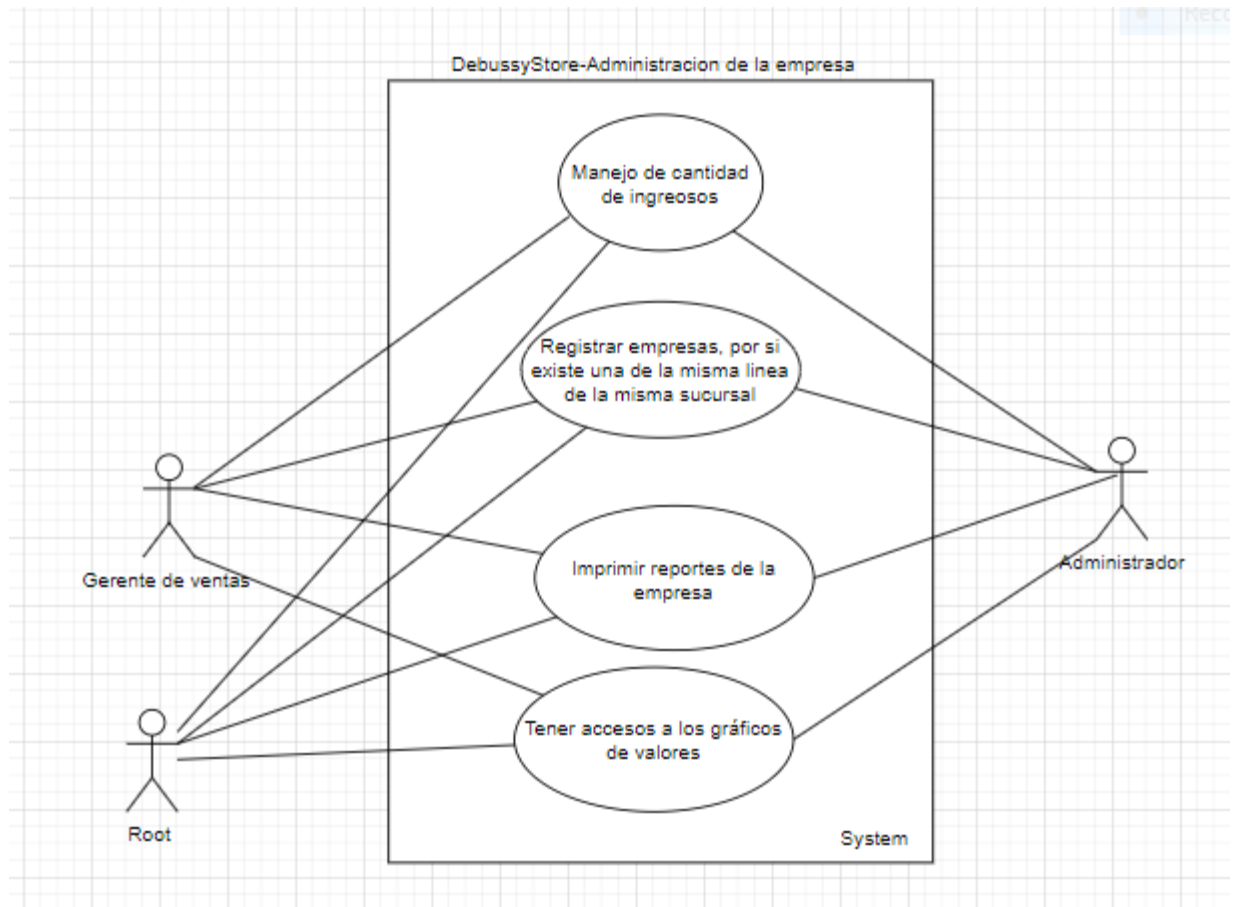 Reco
DebussyStore-Administracion de la empresa
Manejo de cantidad
de ingreosos
Registrar empresas, por si
existe una de la misma linea
de la misma sucursal
Gerente de ventas
Imprimir reportes de la
empresa
Administrador
Tener accesos a los gráficos
de valores
Root
System